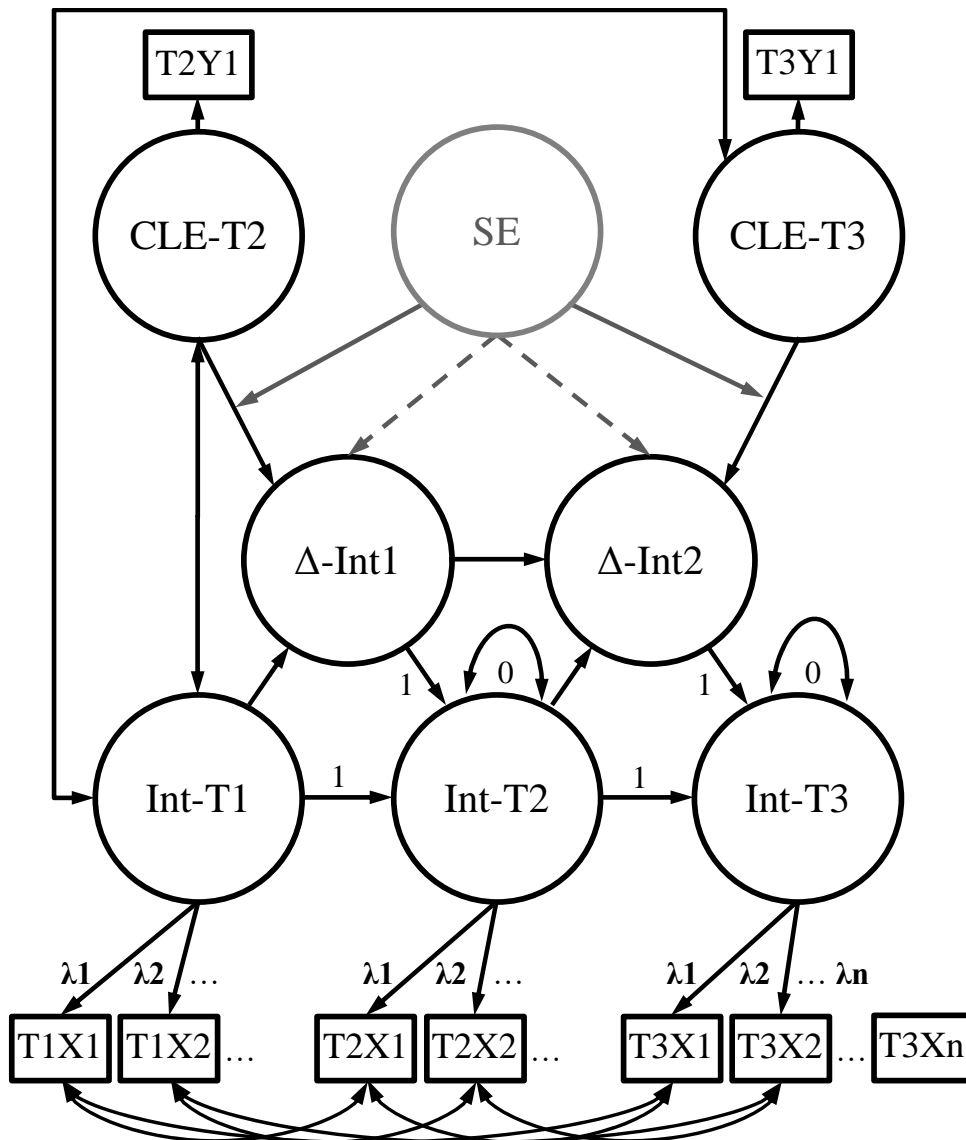 T2Y1 T3Y1
CLE-T2 SE CLE-T3
Δ-Int1 Δ-Int2
1 0 1 0
Int-T1 1 Int-T2 1 Int-T3
λ1 λ2 … λ1 λ2 … λ1 λ2 … λn
T1X1 T1X2 … T2X1 T2X2 … T3X1 T3X2 … T3Xn